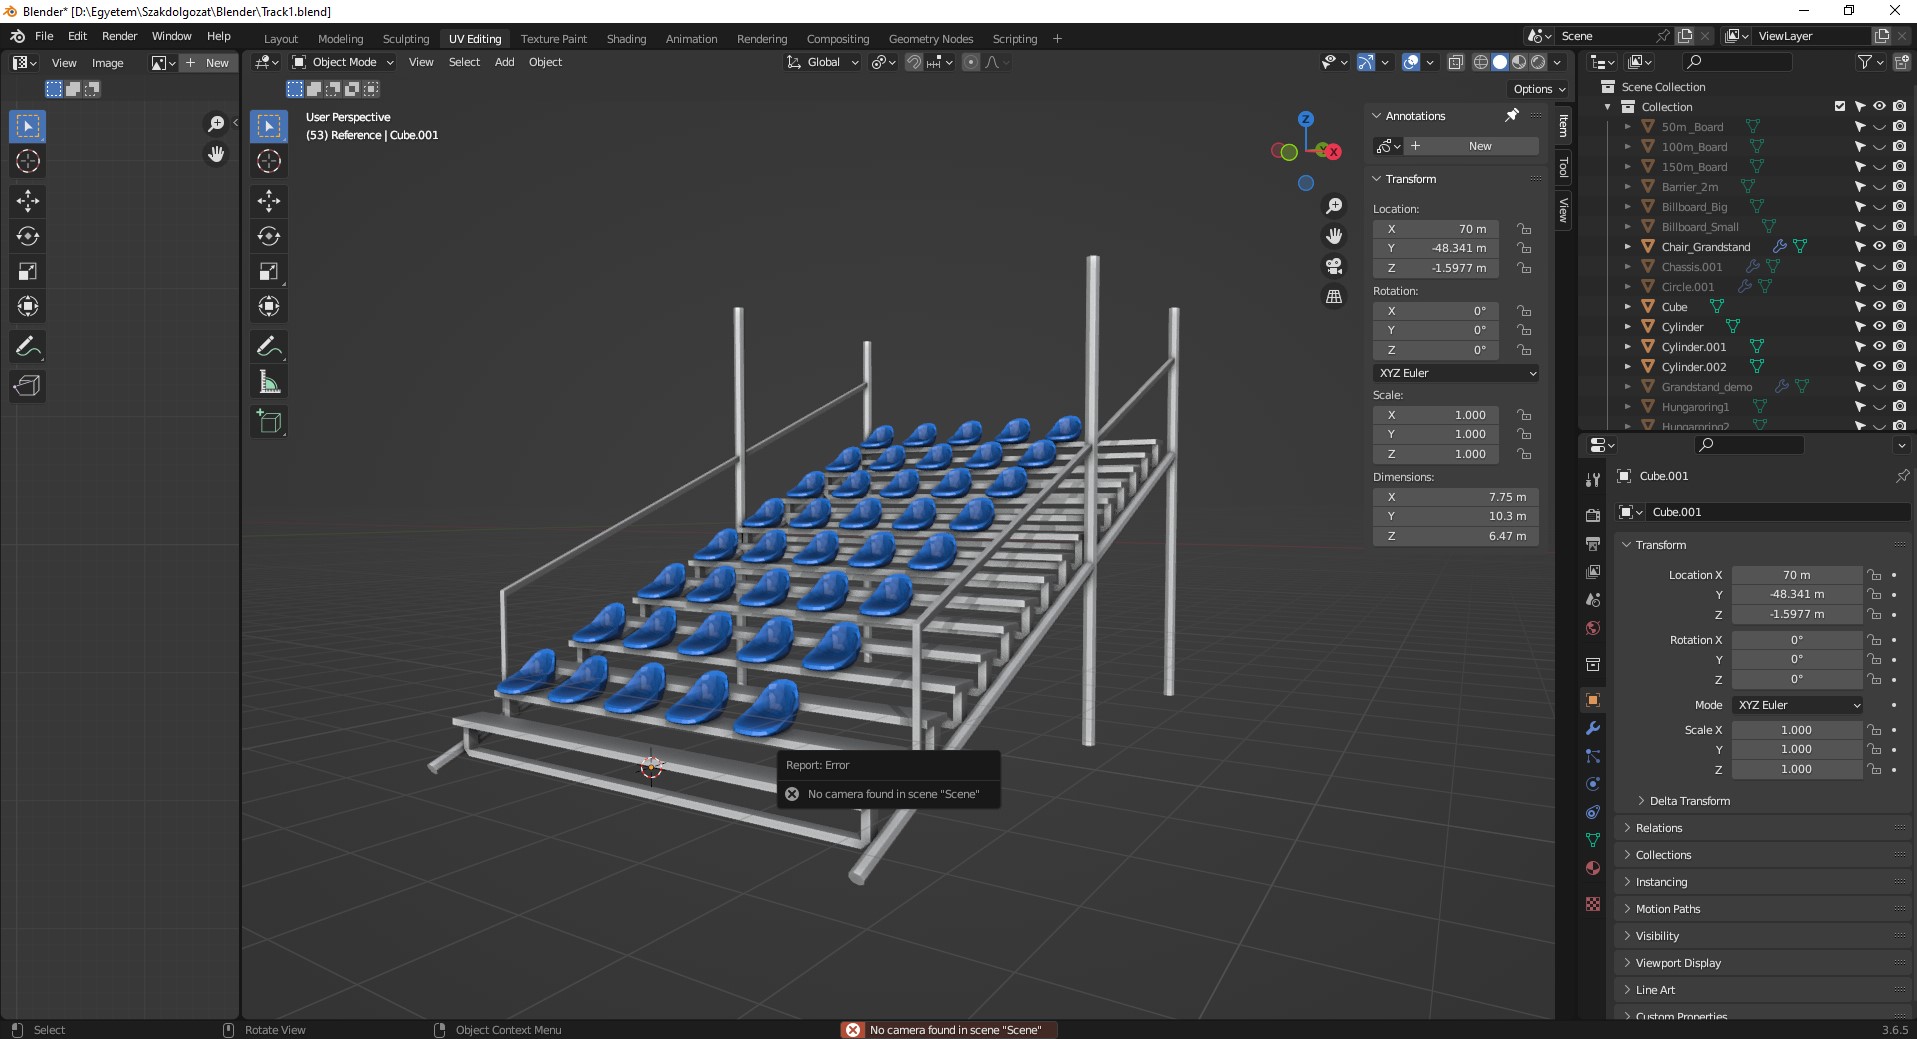 Blender* [D:\Egyetem\Szakdolgozat\Blender\Track1.blend]
File Edit Render Window Help
Layout Modeling Sculpting UV Editing Texture Paint Shading Animation Rendering Compositing Geometry Nodes Scripting +
Scene
ViewLayer
View Image + New
Object Mode View Select Add Object
Global
Options
User Perspective
(53) Reference | Cube.001
Z
X
Annotations
+ New
Transform
Location:
X 70 m
Y -48.341 m
Z -1.5977 m
Rotation:
X 0°
Y 0°
Z 0°
XYZ Euler
Scale:
X 1.000
Y 1.000
Z 1.000
Dimensions:
X 7.75 m
Y 10.3 m
Z 6.47 m
Item
Tool
View
Report: Error
No camera found in scene "Scene"
Scene Collection
Collection
50m_Board
100m_Board
150m_Board
Barrier_2m
Billboard_Big
Billboard_Small
Chair_Grandstand
Chassis.001
Circle.001
Cube
Cylinder
Cylinder.001
Cylinder.002
Grandstand_demo
Hungaroring1
Hungaroring2
Cube.001
Cube.001
Transform
Location X 70 m
Y -48.341 m
Z -1.5977 m
Rotation X 0°
Y 0°
Z 0°
Mode XYZ Euler
Scale X 1.000
Y 1.000
Z 1.000
Delta Transform
Relations
Collections
Instancing
Motion Paths
Visibility
Viewport Display
Line Art
Custom Properties
Select
Rotate View
Object Context Menu
No camera found in scene "Scene"
3.6.5